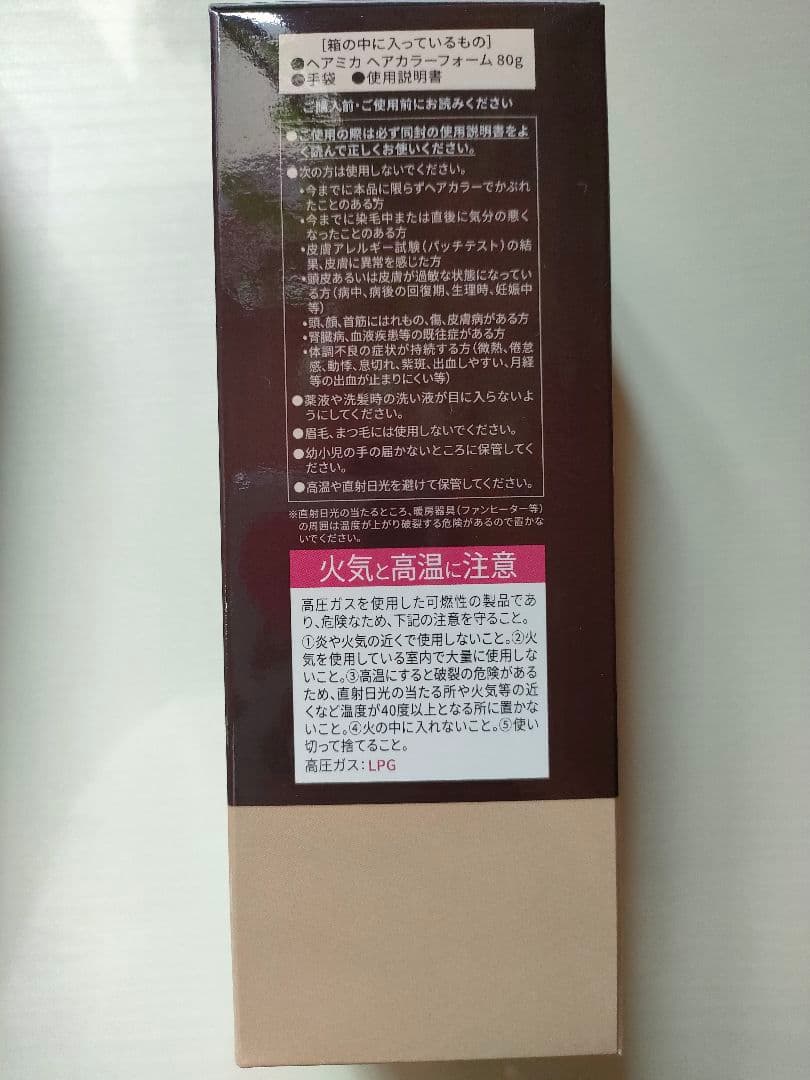 [箱の中に入っているもの]
●ヘアミカ ヘアカラーフォーム 80g
●手袋 ●使用説明書
ご購入前・ご使用前にお読みください
●ご使用の際は必ず同封の使用説明書をよ
く読んで正しくお使いください。
●次の方は使用しないでください。
・今までに本品に限らずヘアカラーでかぶれ
たことのある方
・今までに染毛中または直後に気分の悪く
なったことのある方
・皮膚アレルギー試験(パッチテスト)の結
果、皮膚に異常を感じた方
・頭皮あるいは皮膚が過敏な状態になってい
る方(病中、病後の回復期、生理時、妊娠中
等)
・頭、顔、首筋にはれもの、傷、皮膚病がある方
・腎臓病、血液疾患等の既往症がある方
・体調不良の症状が持続する方(微熱、倦怠
感、動悸、息切れ、紫斑、出血しやすい、月経
等の出血が止まりにくい等)
●薬液や洗髪時の洗い液が目に入らないよ
うにしてください。
●眉毛、まつ毛には使用しないでください。
●幼小児の手の届かないところに保管してく
ださい。
●高温や直射日光を避けて保管してください。
※直射日光の当たるところ、暖房器具(ファンヒーター等)
の周囲は温度が上がり破裂する危険があるので置かな
いでください。
火気と高温に注意
高圧ガスを使用した可燃性の製品であ
り、危険なため、下記の注意を守ること。
①炎や火気の近くで使用しないこと。②火
気を使用している室内で大量に使用しな
いこと。③高温にすると破裂の危険がある
ため、直射日光の当たる所や火気等の近
くなど温度が40度以上となる所に置かな
いこと。④火の中に入れないこと。⑤使い
切って捨てること。
高圧ガス:LPG